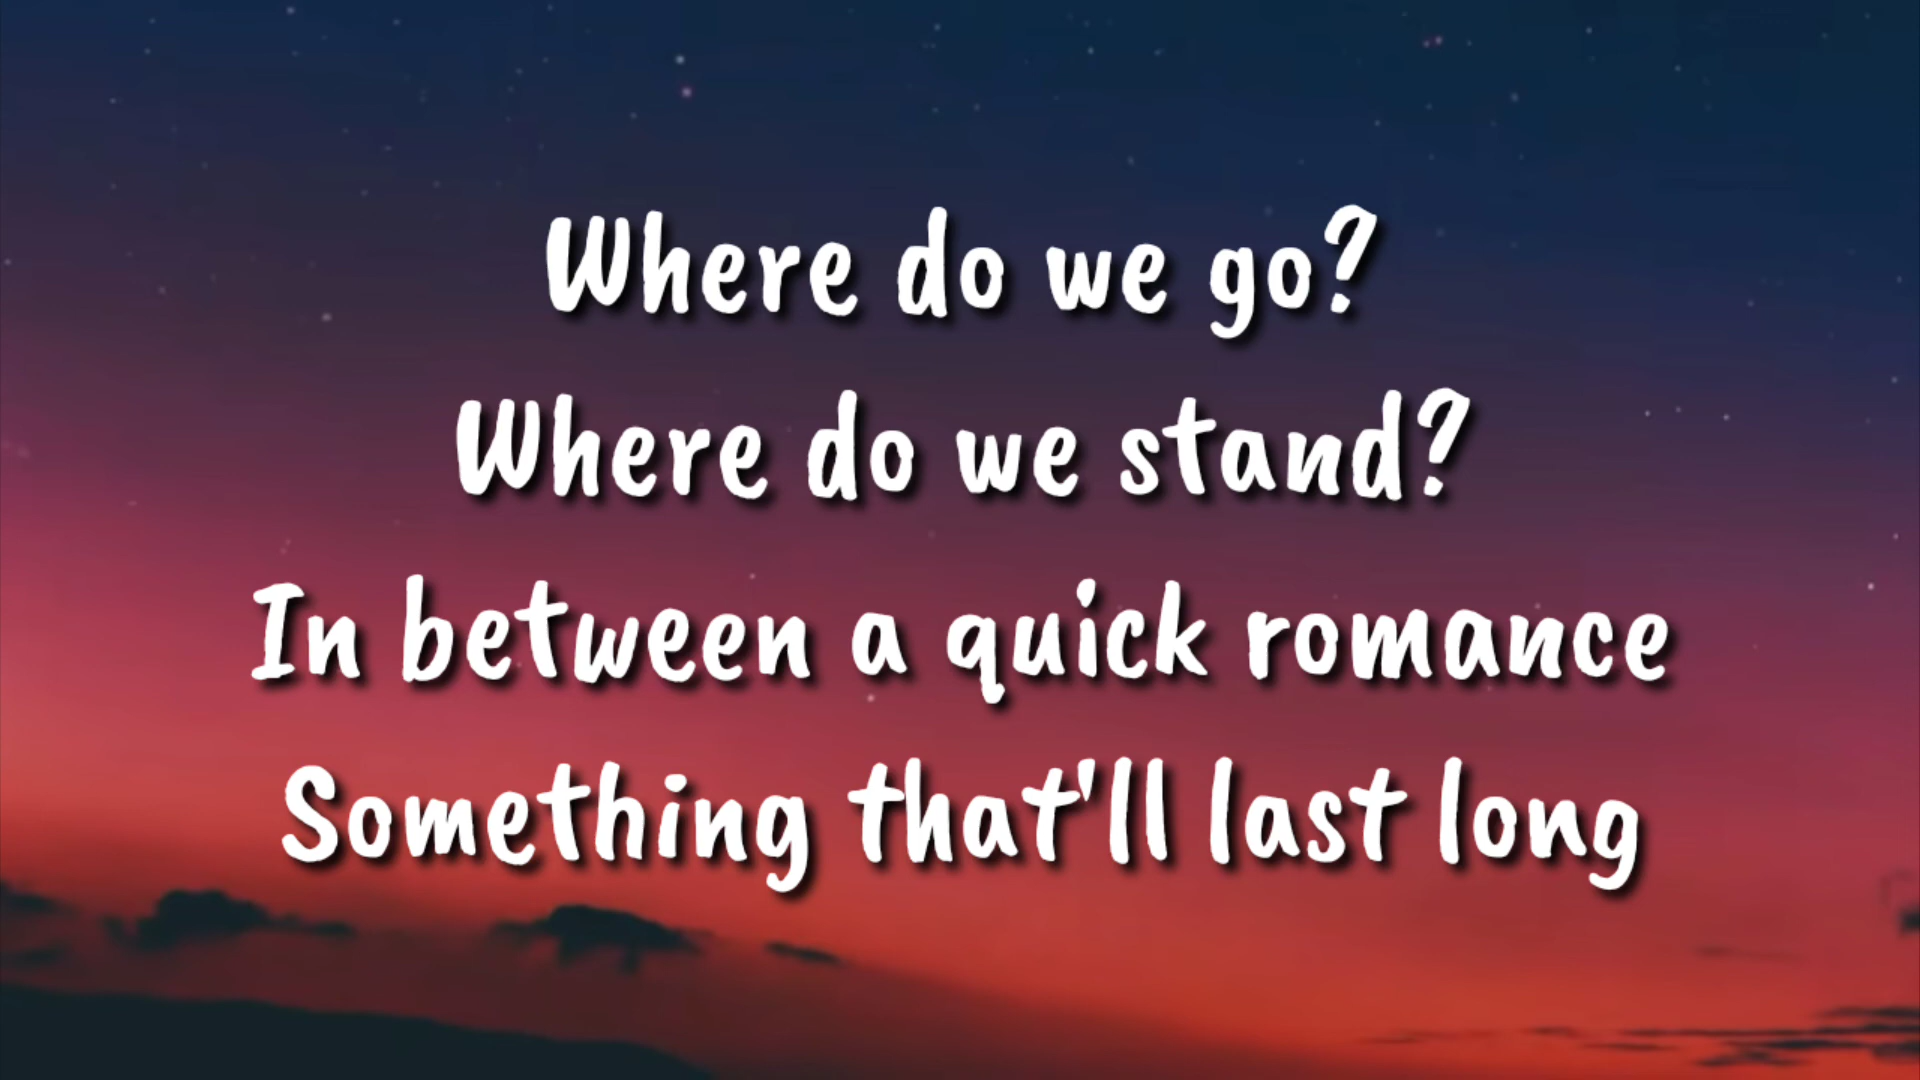 Where do we go?
Where do we stand?
In between a quick romance
Something that'll last long